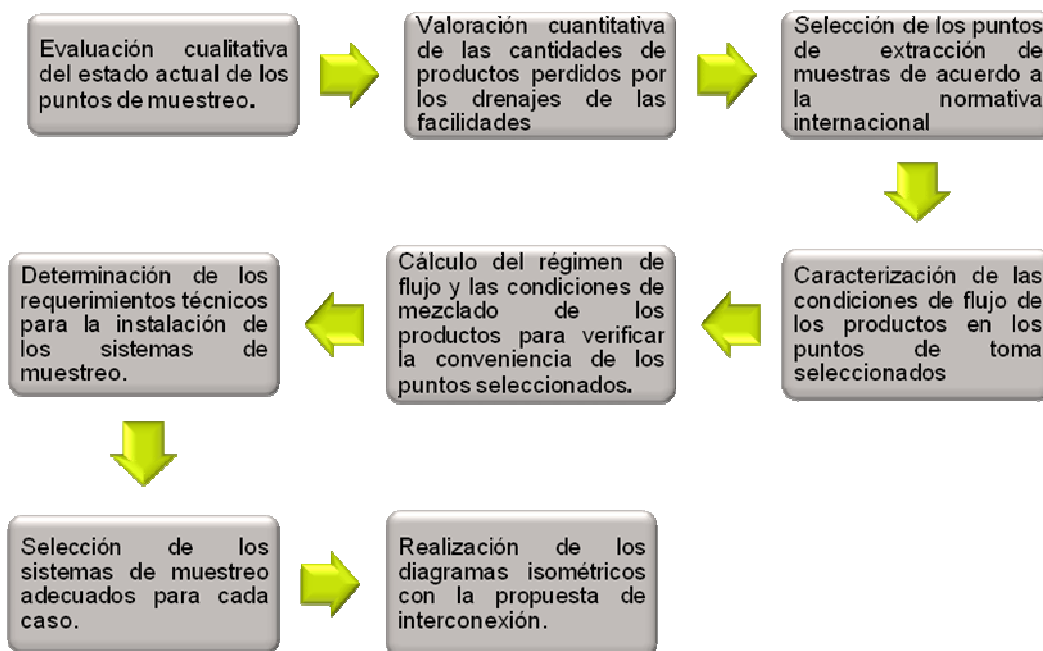 Evaluación cualitativa
del estado actual de los
puntos de muestreo.
Valoración cuantitativa
de las cantidades de
productos perdidos por
los drenajes de las
facilidades
Selección de los puntos
de extracción de
muestras de acuerdo a
la normativa
internacional
Caracterización de las
condiciones de flujo de
los productos en los
puntos de toma
seleccionados
Cálculo del régimen de
flujo y las condiciones de
mezclado de los
productos para verificar
la conveniencia de los
puntos seleccionados.
Determinación de los
requerimientos técnicos
para la instalación de
los sistemas de
muestreo.
Selección de los
sistemas de muestreo
adecuados para cada
caso.
Realización de los
diagramas isométricos
con la propuesta de
interconexión.